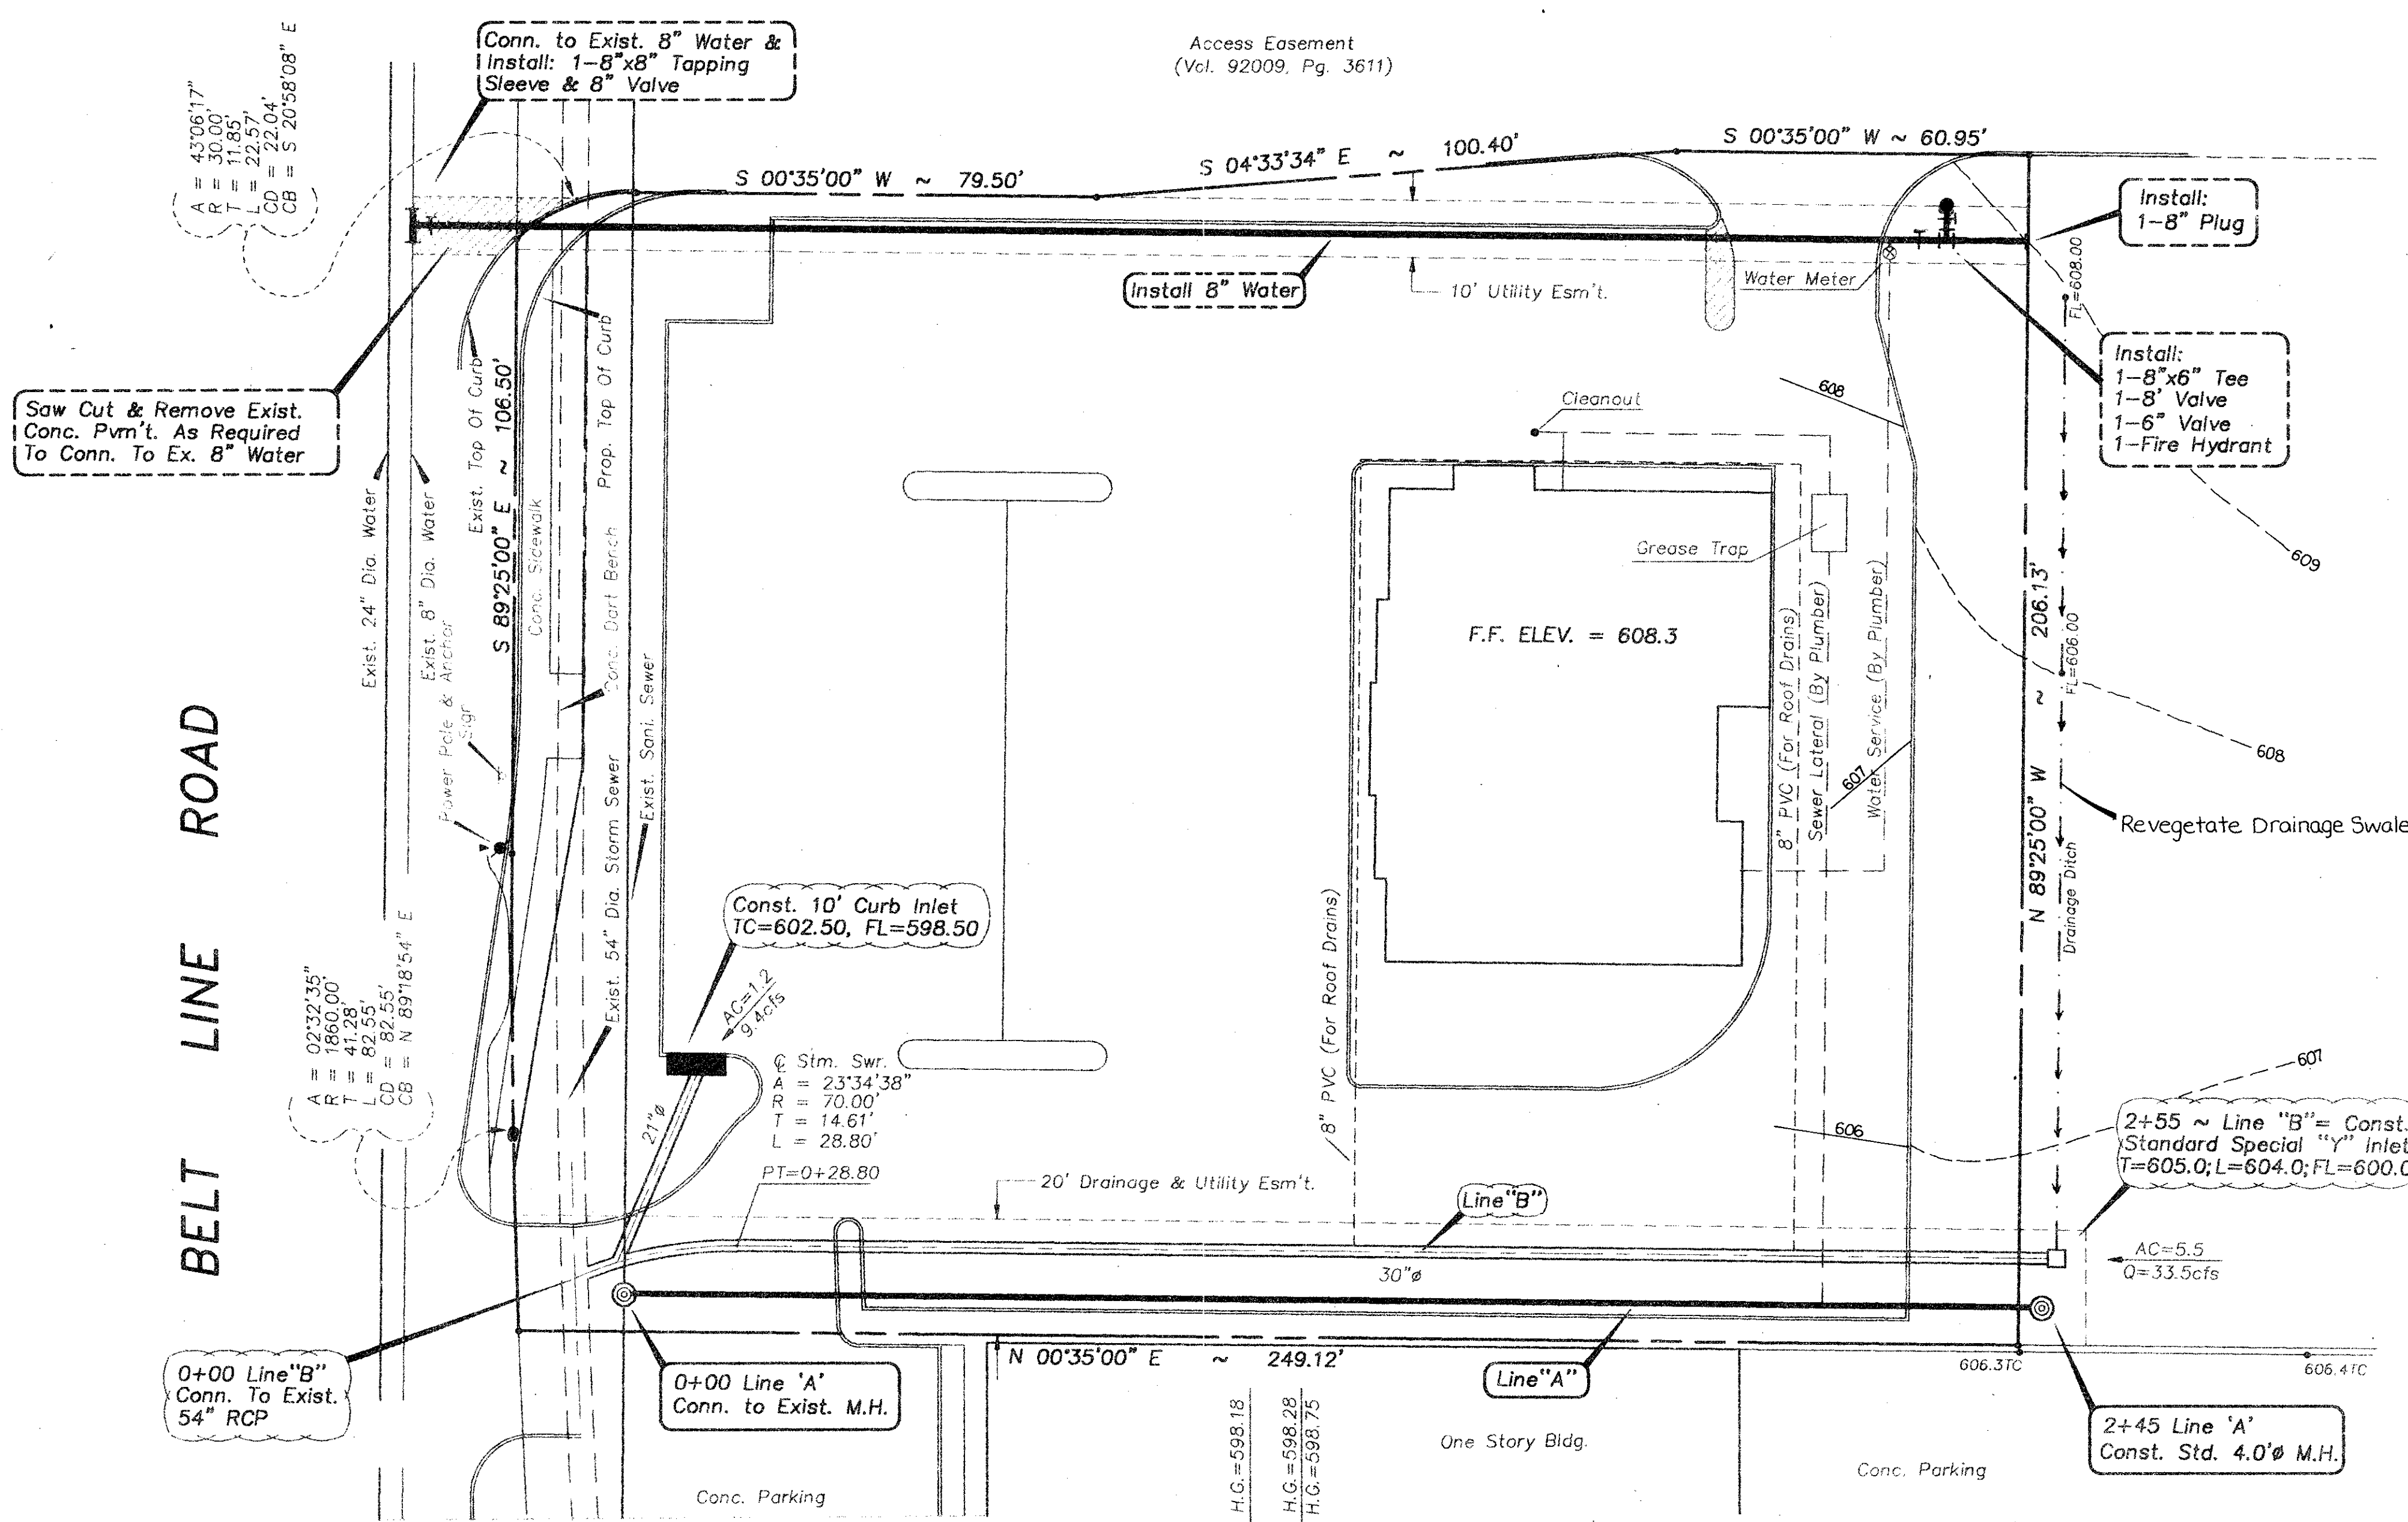 Access Easement
(Vol. 92009, Pg. 3611)
Conn. to Exist. 8" Water &
Install: 1-8"x8" Tapping
Sleeve & 8" Valve
A = 43°06'17"
R = 30.00'
T = 11.85'
L = 22.57'
CD = 22.04'
CB = S 20°58'08" E
S 00°35'00" W ~ 79.50'
S 04°33'34" E ~ 100.40'
S 00°35'00" W ~ 60.95'
Install:
1-8" Plug
Install 8" Water
10' Utility Esm't.
Water Meter
FL=608.00
Install:
1-8"x6" Tee
1-8' Valve
1-6" Valve
1-Fire Hydrant
Saw Cut & Remove Exist.
Conc. Pvm't. As Required
To Conn. To Ex. 8" Water
Exist. 24" Dia. Water
Exist. 8" Dia. Water
Exist. Top Of Curb
S 89°25'00" E ~ 106.50'
Conc. Sidewalk
Prop. Top Of Curb
Conc. Dart Bench
Exist. 54" Dia. Storm Sewer
Exist. Sani. Sewer
Power Pole & Anchor
Sign
Cleanout
Grease Trap
F.F. ELEV. = 608.3
8" PVC (For Roof Drains)
Sewer Lateral (By Plumber)
Water Service (By Plumber)
608
607
606
609
608
607
N 89°25'00" W ~ 206.13'
FL=606.00
Drainage Ditch
Revegetate Drainage Swale
BELT LINE ROAD
A = 02°32'35"
R = 1860.00'
T = 41.28'
L = 82.55'
CD = 82.55'
CB = N 89°18'54" E
Const. 10' Curb Inlet
TC=602.50, FL=598.50
AC=1.2
9.4cfs
21"ø
℄ Stm. Swr.
A = 23°34'38"
R = 70.00'
T = 14.61'
L = 28.80'
PT=0+28.80
20' Drainage & Utility Esm't.
8" PVC (For Roof Drains)
Line"B"
30"ø
2+55 ~ Line "B"= Const.
Standard Special "Y" Inlet
T=605.0; L=604.0; FL=600.0
AC=5.5
Q=33.5cfs
0+00 Line"B"
Conn. To Exist.
54" RCP
0+00 Line 'A'
Conn. to Exist. M.H.
N 00°35'00" E ~ 249.12'
Line"A"
606.3TC
606.4TC
2+45 Line 'A'
Const. Std. 4.0'ø M.H.
H.G.=598.18
H.G.=598.28
H.G.=598.75
One Story Bldg.
Conc. Parking
Conc. Parking